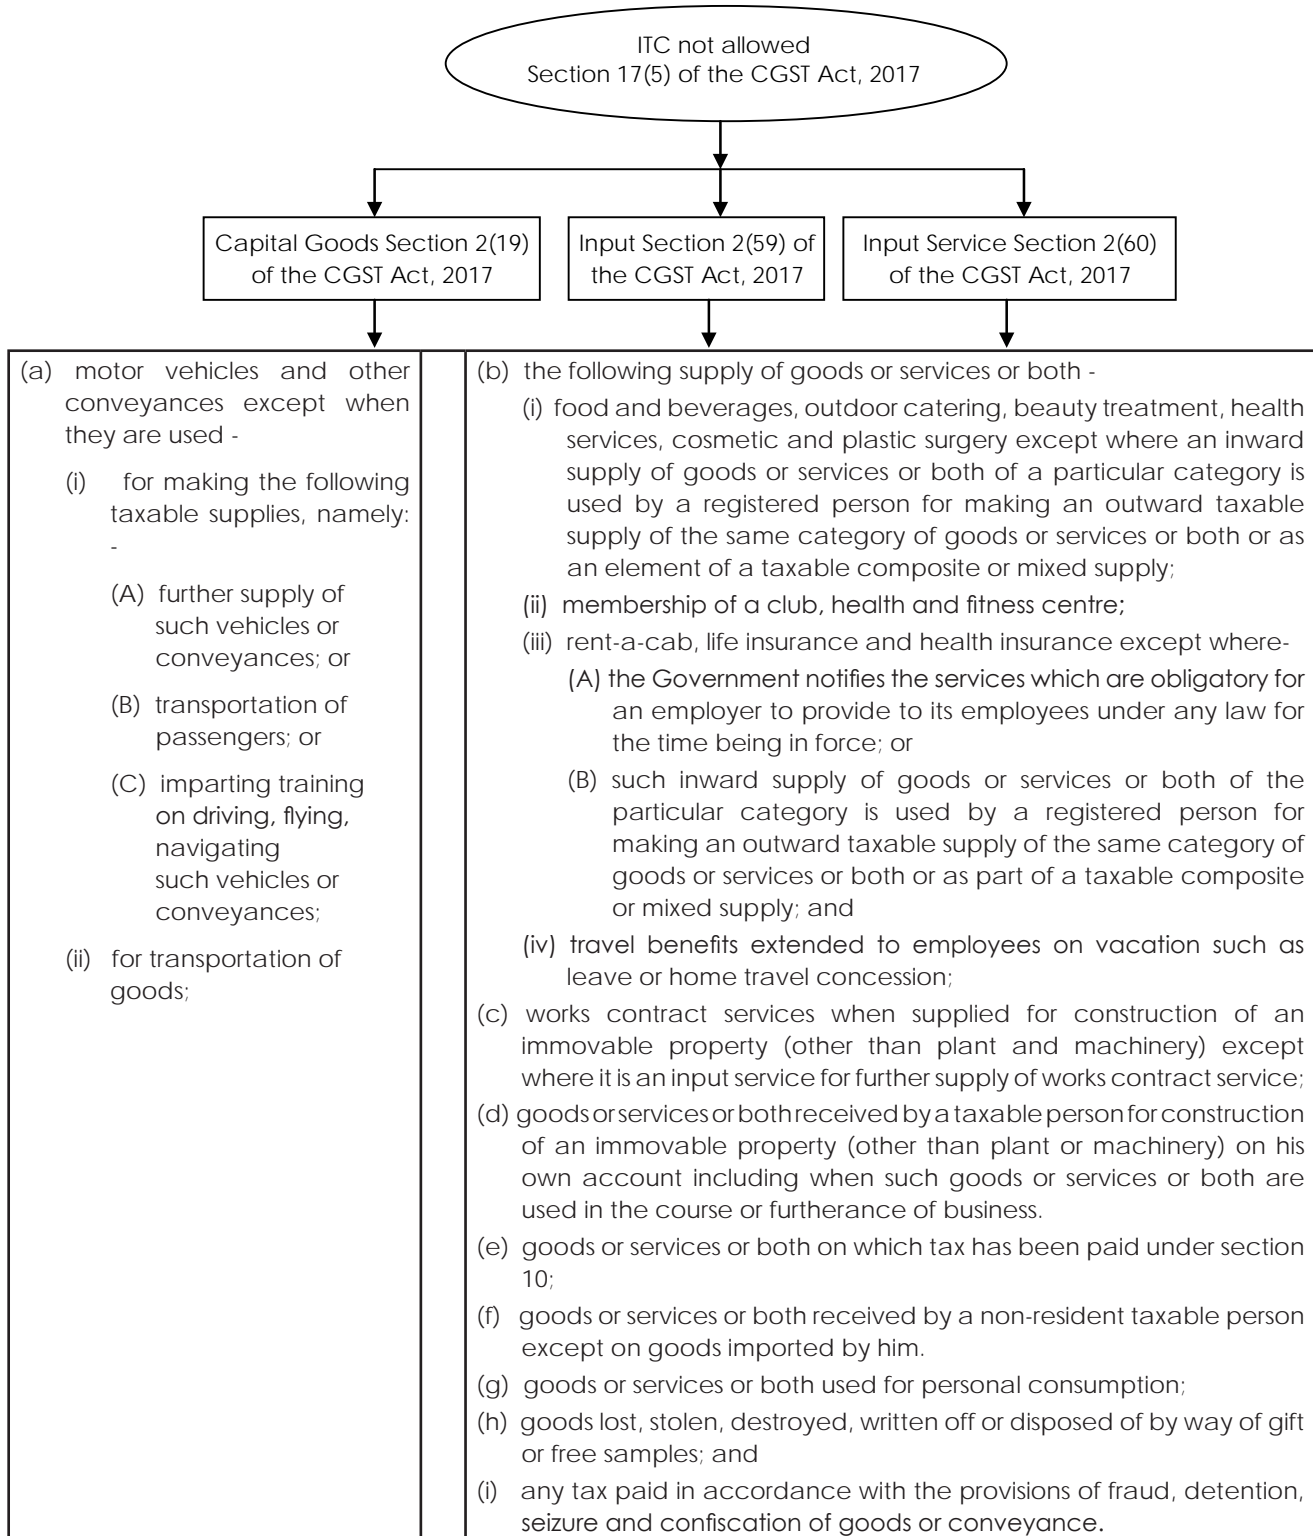 ITC not allowed
Section 17(5) of the CGST Act, 2017
Capital Goods Section 2(19)
of the CGST Act, 2017
Input Section 2(59) of
the CGST Act, 2017
Input Service Section 2(60)
of the CGST Act, 2017
(a) motor vehicles and other
conveyances except when
they are used -
(i) for making the following
taxable supplies, namely:
-
(A) further supply of
such vehicles or
conveyances; or
(B) transportation of
passengers; or
(C) imparting training
on driving, flying,
navigating
such vehicles or
conveyances;
(ii) for transportation of
goods;
(b) the following supply of goods or services or both -
(i) food and beverages, outdoor catering, beauty treatment, health
services, cosmetic and plastic surgery except where an inward
supply of goods or services or both of a particular category is
used by a registered person for making an outward taxable
supply of the same category of goods or services or both or as
an element of a taxable composite or mixed supply;
(ii) membership of a club, health and fitness centre;
(iii) rent-a-cab, life insurance and health insurance except where-
(A) the Government notifies the services which are obligatory for
an employer to provide to its employees under any law for
the time being in force; or
(B) such inward supply of goods or services or both of the
particular category is used by a registered person for
making an outward taxable supply of the same category of
goods or services or both or as part of a taxable composite
or mixed supply; and
(iv) travel benefits extended to employees on vacation such as
leave or home travel concession;
(c) works contract services when supplied for construction of an
immovable property (other than plant and machinery) except
where it is an input service for further supply of works contract service;
(d) goods or services or both received by a taxable person for construction
of an immovable property (other than plant or machinery) on his
own account including when such goods or services or both are
used in the course or furtherance of business.
(e) goods or services or both on which tax has been paid under section
10;
(f) goods or services or both received by a non-resident taxable person
except on goods imported by him.
(g) goods or services or both used for personal consumption;
(h) goods lost, stolen, destroyed, written off or disposed of by way of gift
or free samples; and
(i) any tax paid in accordance with the provisions of fraud, detention,
seizure and confiscation of goods or conveyance.